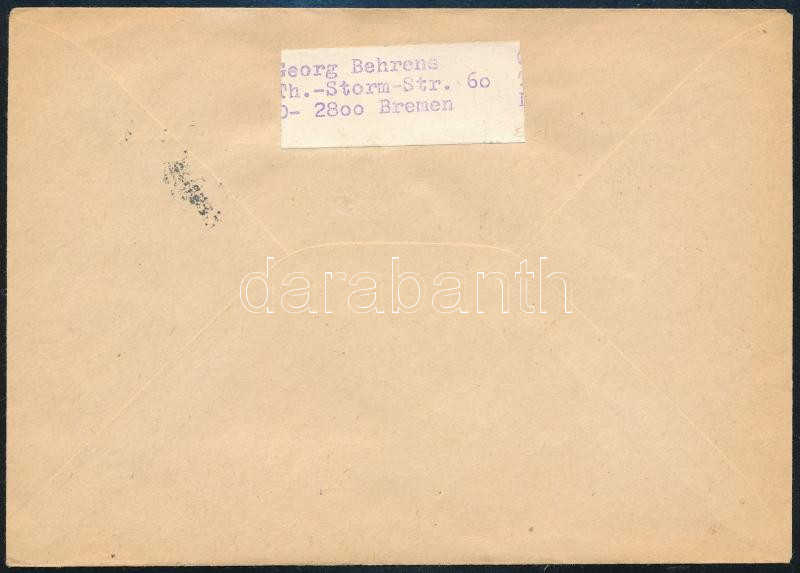 Georg Behrens
Th.-Storm-Str. 60
D- 2800 Bremen
darabanth